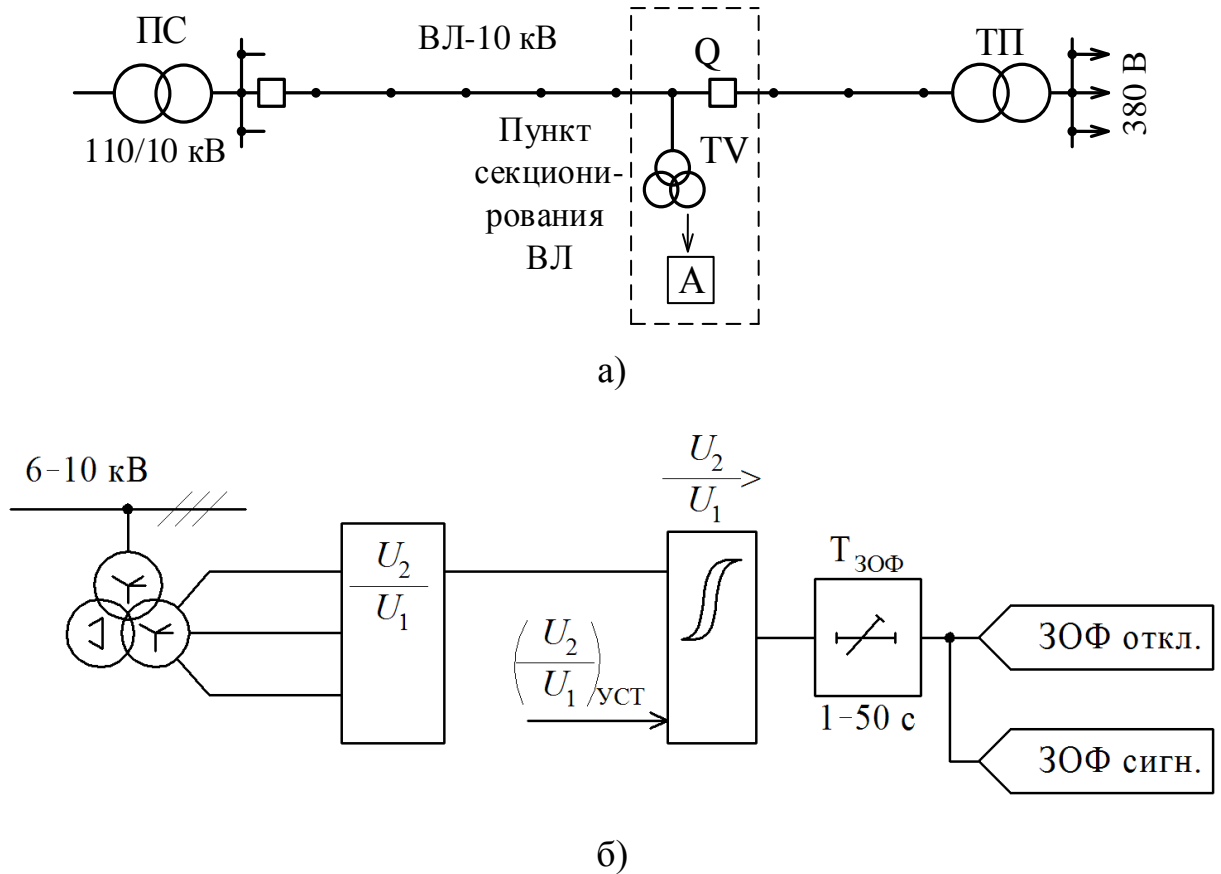 ПС
ВЛ-10 кВ
Q
ТП
380 В
110/10 кВ
Пункт
секциони-
рования
ВЛ
TV
А
а)
6-10 кВ
U2/U1
U2/U1 >
(U2/U1)УСТ
TЗОФ
1-50 с
ЗОФ откл.
ЗОФ сигн.
б)